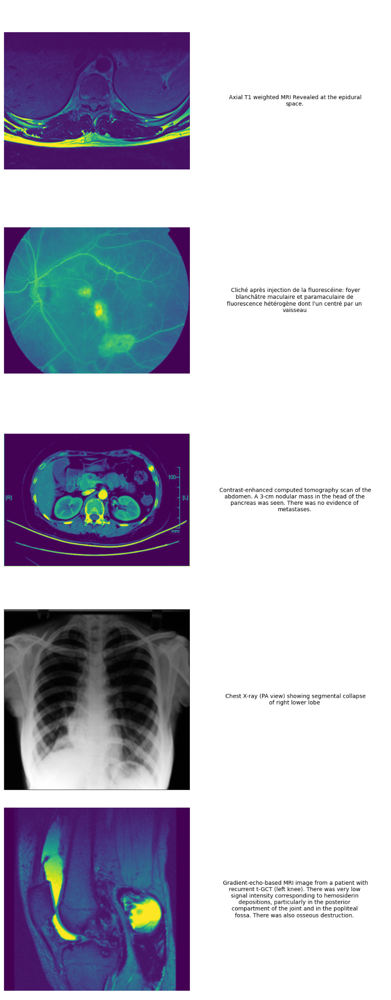 Axial T1 weighted MRI Revealed at the epidural
space.
Cliché après injection de la fluorescéine: foyer
blanchâtre maculaire et paramaculaire de
fluorescence hétérogène dont l'un centré par un
vaisseau
100
[R]
[L]
mm
Contrast-enhanced computed tomography scan of the
abdomen. A 3-cm nodular mass in the head of the
pancreas was seen. There was no evidence of
metastases.
Chest X-ray (PA view) showing segmental collapse
of right lower lobe
Gradient-echo-based MRI image from a patient with
recurrent t-GCT (left knee). There was very low
signal intensity corresponding to hemosiderin
depositions, particularly in the posterior
compartment of the joint and in the popliteal
fossa. There was also osseous destruction.